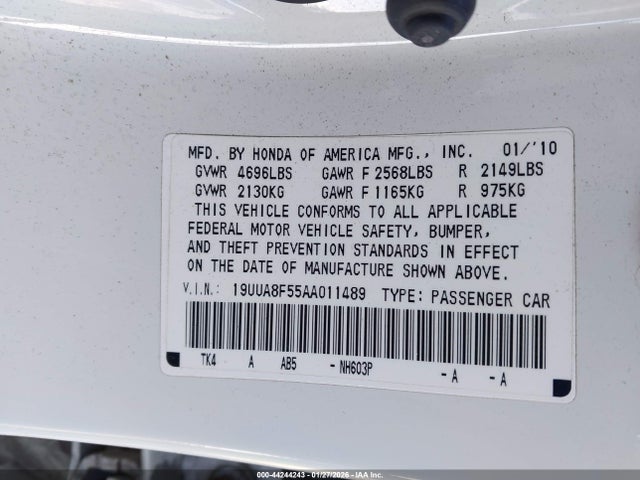 MFD. BY HONDA OF AMERICA MFG., INC. 01/'10
GVWR 4696LBS GAWR F 2568LBS R 2149LBS
GVWR 2130KG GAWR F 1165KG R 975KG
THIS VEHICLE CONFORMS TO ALL APPLICABLE
FEDERAL MOTOR VEHICLE SAFETY, BUMPER,
AND THEFT PREVENTION STANDARDS IN EFFECT
ON THE DATE OF MANUFACTURE SHOWN ABOVE.
V.I.N.: 19UUA8F55AA011489 TYPE: PASSENGER CAR
TK4 A AB5 - NH603P - A - A
000-44244243 - 01/27/2026 - IAA Inc.